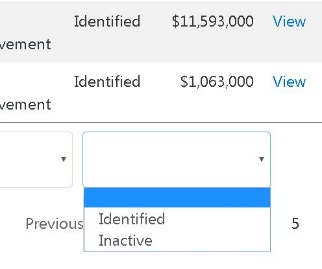 Identified $11,593,000 View
vement
Identified $1,063,000 View
vement
Identified
Previous 5
Inactive